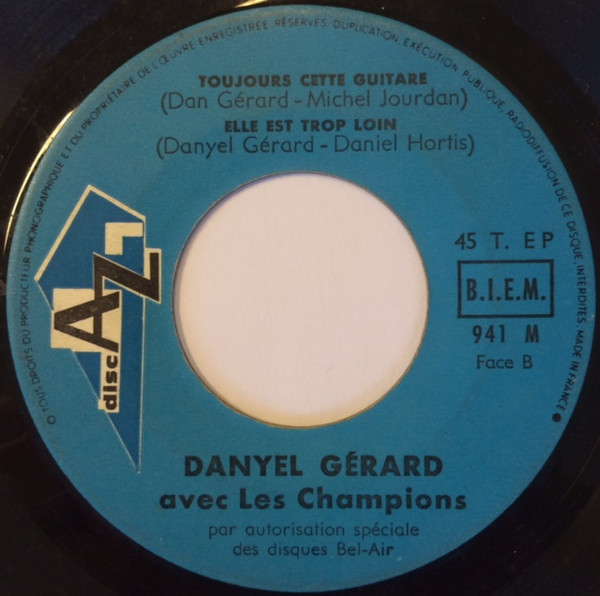 © TOUS DROITS DU PRODUCTEUR PHONOGRAPHIQUE ET DU PROPRIÉTAIRE DE L'ŒUVRE ENREGISTRÉE RÉSERVÉS DUPLICATION, EXÉCUTION PUBLIQUE, RADIODIFFUSION DE CE DISQUE, INTERDITES. MADE IN FRANCE ●
TOUJOURS CETTE GUITARE
(Dan Gérard - Michel Jourdan)
ELLE EST TROP LOIN
(Danyel Gérard - Daniel Hortis)
disc AZ
45 T. EP
B.I.E.M.
941 M
Face B
DANYEL GÉRARD
avec Les Champions
par autorisation spéciale
des disques Bel-Air